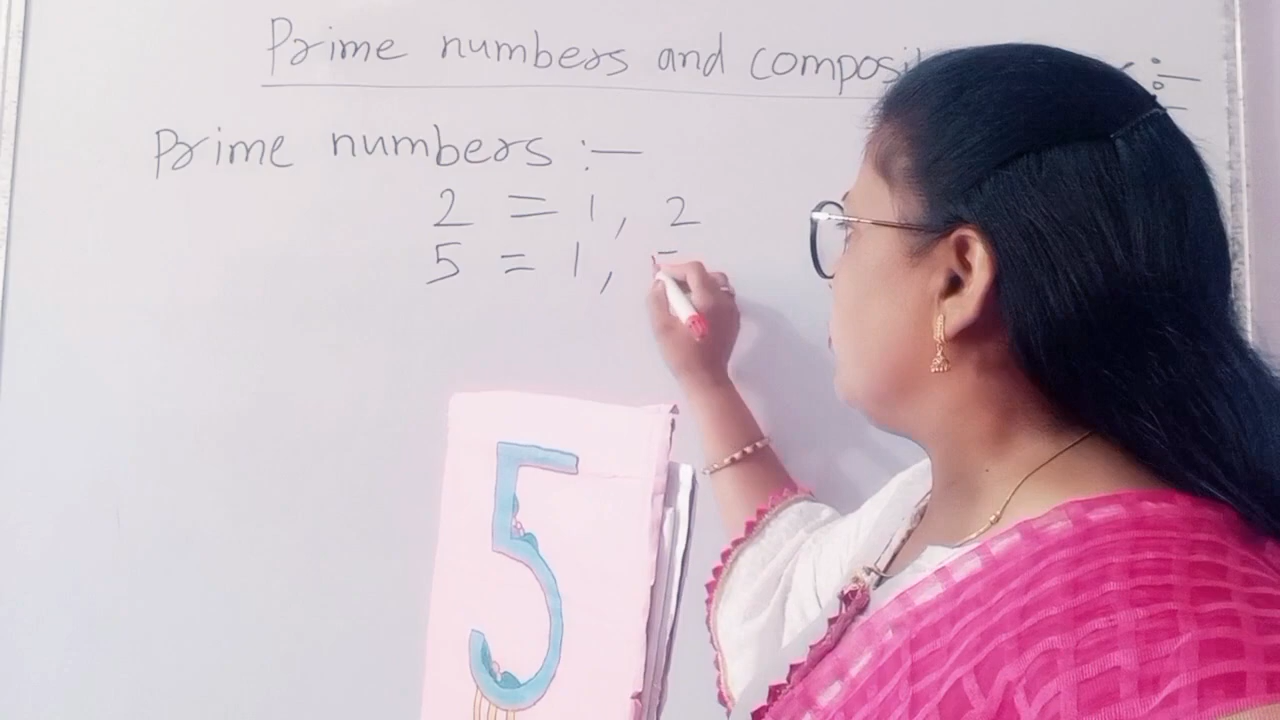 Prime numbers and composi
Prime numbers :—
2 = 1, 2
5 = 1,
5